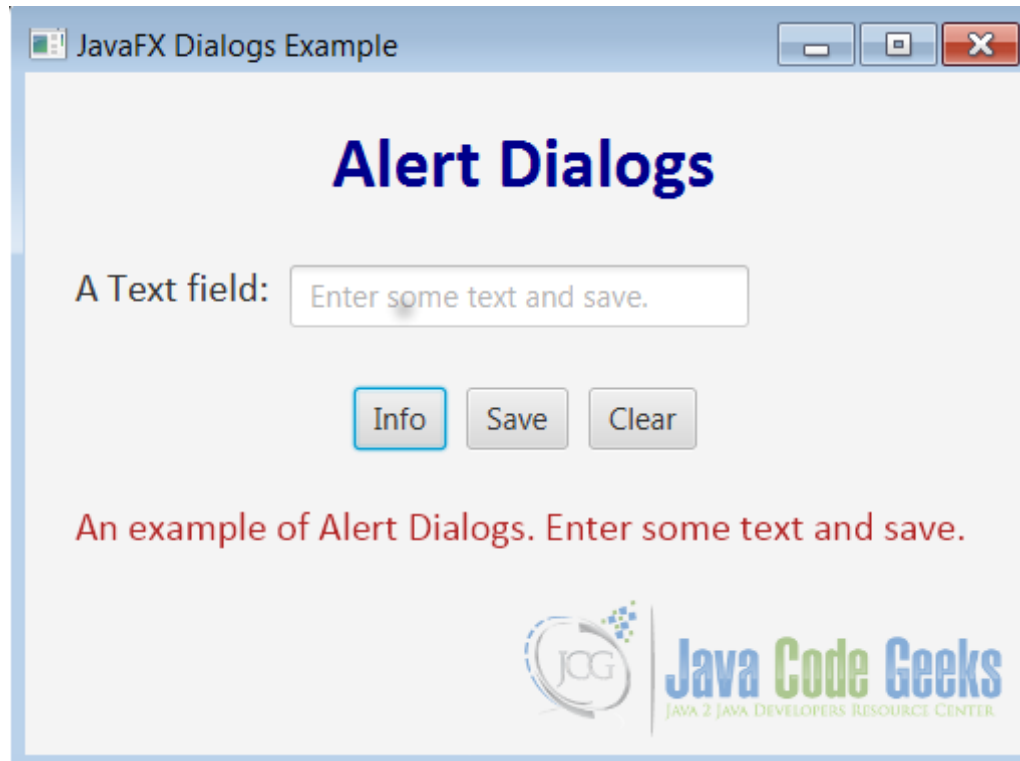 JavaFX Dialogs Example
Alert Dialogs
A Text field: Enter some text and save.
Info Save Clear
An example of Alert Dialogs. Enter some text and save.
JCG Java Code Geeks
JAVA 2 JAVA DEVELOPERS RESOURCE CENTER